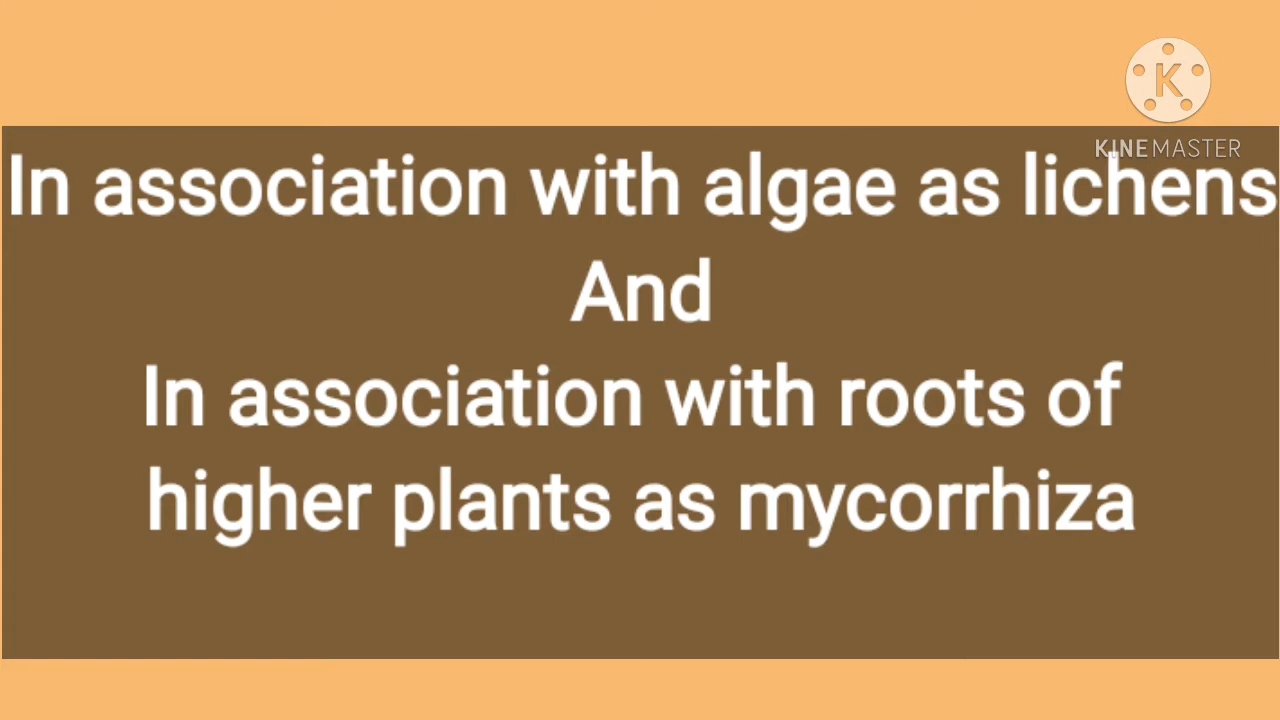 K
KINEMASTER
In association with algae as lichens
And
In association with roots of
higher plants as mycorrhiza